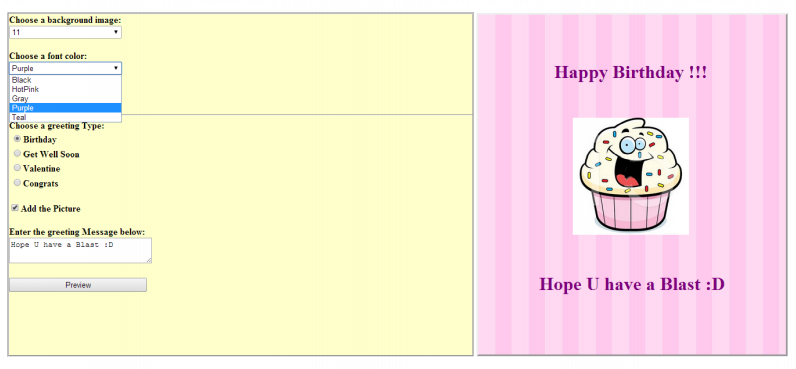 Choose a background image:
11
Choose a font color:
Purple
Black
HotPink
Gray
Purple
Teal
Choose a greeting Type:
Birthday
Get Well Soon
Valentine
Congrats
Add the Picture
Enter the greeting Message below:
Hope U have a Blast :D
Preview
Happy Birthday !!!
Hope U have a Blast :D